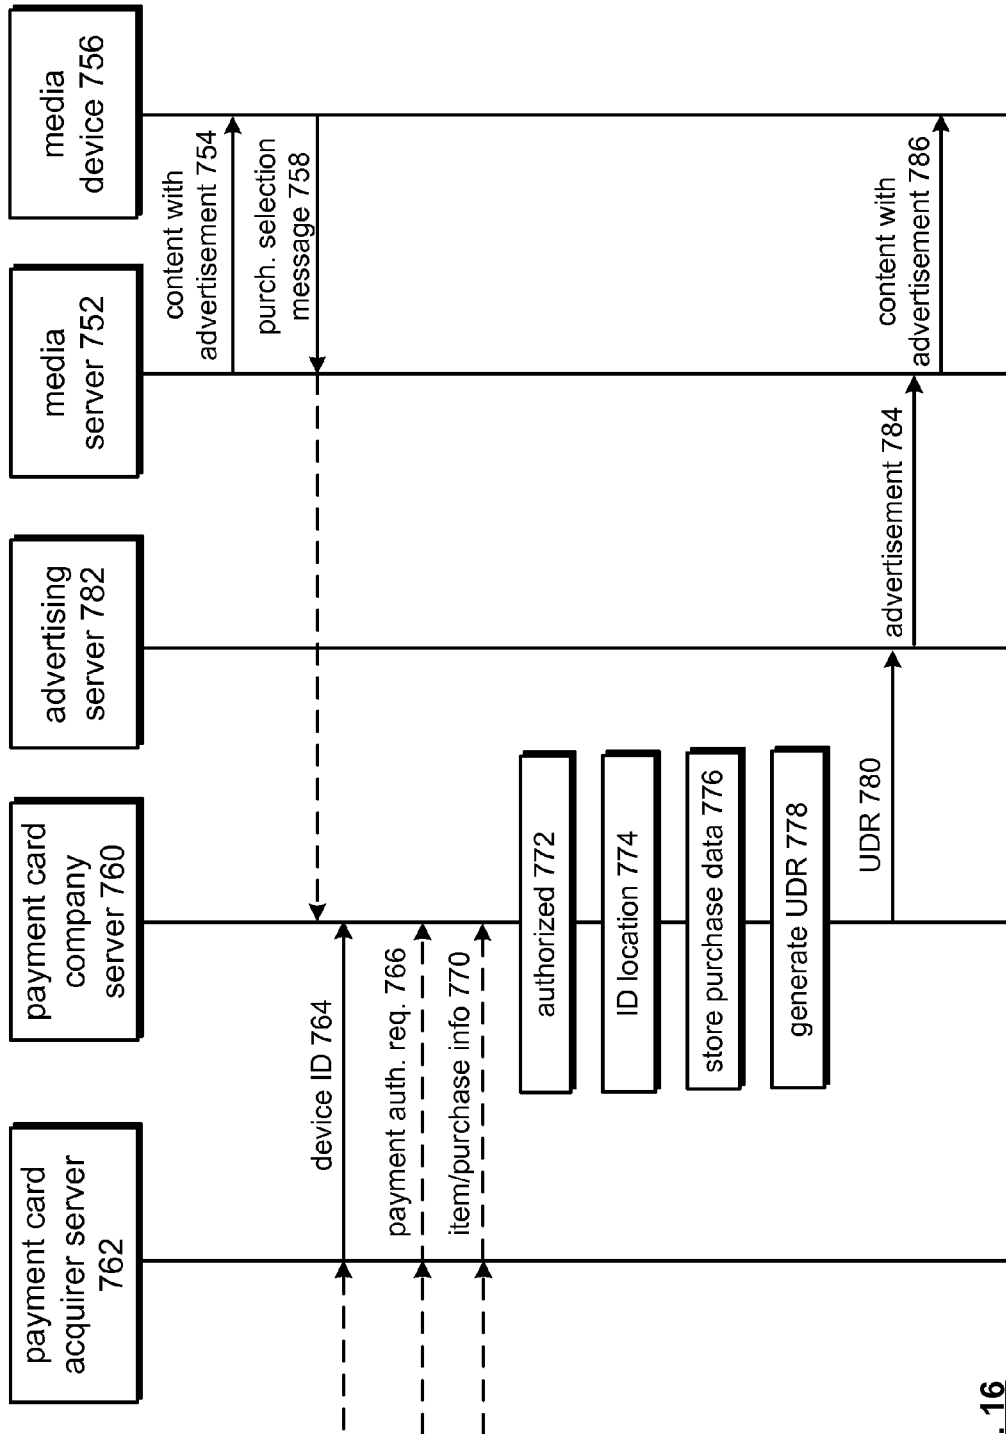 payment card
acquirer server
762
payment card
company
server 760
advertising
server 782
media
server 752
media
device 756
content with
advertisement 754
purch. selection
message 758
device ID 764
payment auth. req. 766
item/purchase info 770
authorized 772
ID location 774
store purchase data 776
generate UDR 778
UDR 780
advertisement 784
content with
advertisement 786
. 16